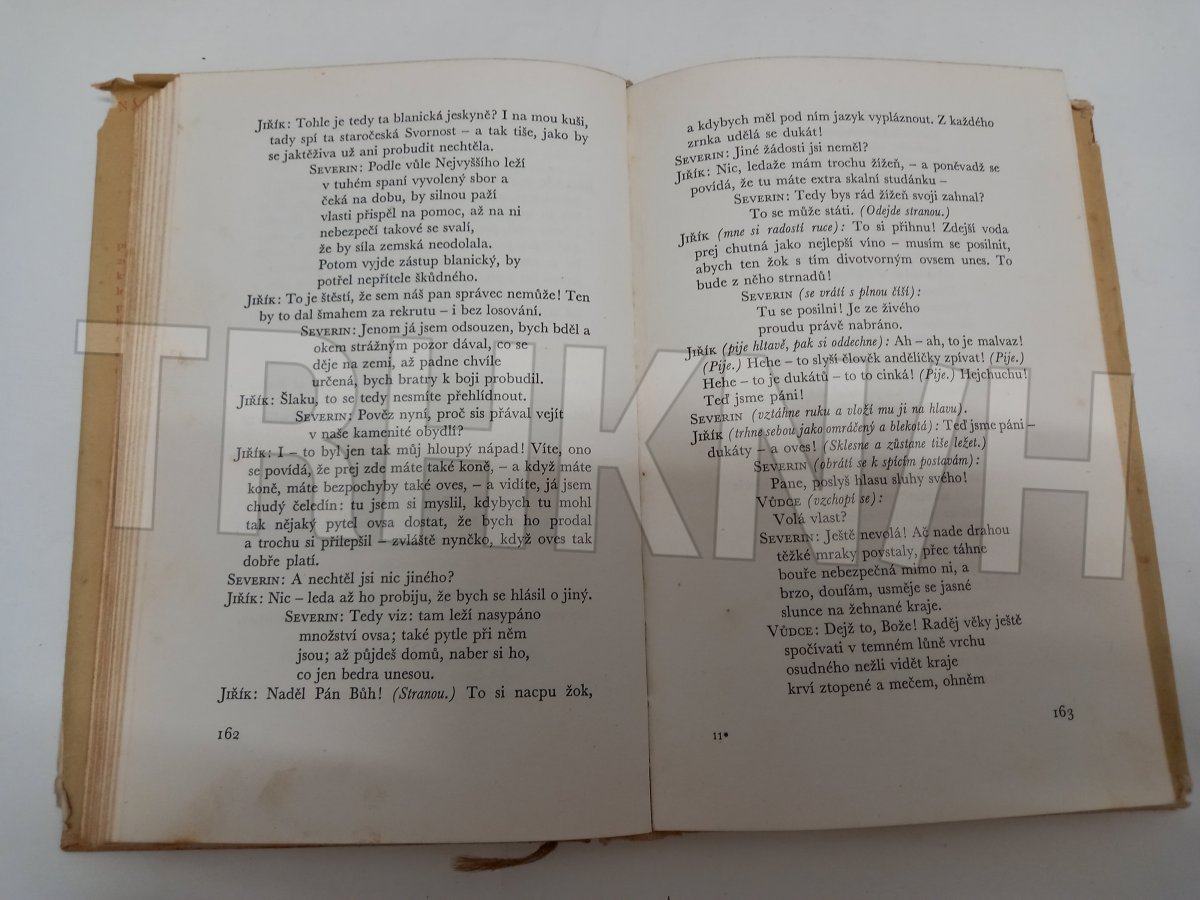 Jiřík: Tohle je tedy ta blanická jeskyně? I na mou kuši,
tady spí ta staročeská Svornost – a tak tiše, jako by
se jaktěživa už ani probudit nechtěla.
Severin: Podle vůle Nejvyššího leží
v tuhém spaní vyvolený sbor a
čeká na dobu, by silnou paží
vlasti přispěl na pomoc, až na ni
nebezpečí takové se svalí,
že by síla zemská neodolala.
Potom vyjde zástup blanický, by
potřel nepřítele škůdného.
Jiřík: To je štěstí, že sem náš pan správec nemůže! Ten
by to dal šmahem za rekrutu – i bez losování.
Severin: Jenom já jsem odsouzen, bych bděl a
okem strážným pozor dával, co se
děje na zemi, až padne chvíle
určená, bych bratry k boji probudil.
Jiřík: Šlaku, to se tedy nesmíte přehlídnout.
Severin: Pověz nyní, proč sis přával vejít
v naše kamenité obydlí?
Jiřík: I – to byl jen tak můj hloupý nápad! Víte, ono
se povídá, že prej zde máte také koně, – a když máte
koně, máte bezpochyby také oves, – a vidíte, já jsem
chudý čeledín: tu jsem si myslil, kdybych tu mohl
tak nějaký pytel ovsa dostat, že bych ho prodal
a trochu si přilepšil – zvláště nynčko, když oves tak
dobře platí.
Severin: A nechtěl jsi nic jiného?
Jiřík: Nic – leda až ho probiju, že bych se hlásil o jiný.
Severin: Tedy viz: tam leží nasypáno
množství ovsa; také pytle při něm
jsou; až půjdeš domů, naber si ho,
co jen bedra unesou.
Jiřík: Naděl Pán Bůh! (Stranou.) To si nacpu žok,
162
a kdybych měl pod ním jazyk vypláznout. Z každého
zrnka udělá se dukát!
Severin: Jiné žádosti jsi neměl?
Jiřík: Nic, ledaže mám trochu žížeň, – a poněvadž se
povídá, že tu máte extra skalní studánku –
Severin: Tedy bys rád žížeň svoji zahnal?
To se může státi. (Odejde stranou.)
Jiřík (mne si radostí ruce): To si přihnu! Zdejší voda
prej chutná jako nejlepší víno – musím se posilnit,
abych ten žok s tím divotvorným ovsem unes. To
bude z něho strnadů!
Severin (se vrátí s plnou číší):
Tu se posilni! Je ze živého
proudu právě nabráno.
Jiřík (pije hltavě, pak si oddechne): Ah – ah, to je malvaz!
(Pije.) Hehe – to slyší člověk andělíčky zpívat! (Pije.)
Hehe – to je dukátů – to to cinká! (Pije.) Hejchuchu!
Teď jsme páni!
Severin (vztáhne ruku a vloží mu ji na hlavu).
Jiřík (trhne sebou jako omráčený a blekotá): Teď jsme páni –
dukáty – a oves! (Sklesne a zůstane tiše ležet.)
Severin (obrátí se k spícím postavám):
Pane, poslyš hlasu sluhy svého!
Vůdce (vzchopí se):
Volá vlast?
Severin: Ještě nevolá! Ač nade drahou
těžké mraky povstaly, přec táhne
bouře nebezpečná mimo ni, a
brzo, doufám, usměje se jasné
slunce na žehnané kraje.
Vůdce: Dejž to, Bože! Raděj věky ještě
spočívati v temném lůně vrchu
osudného nežli vidět kraje
krví ztopené a mečem, ohněm
11*
163
TRHKNIH